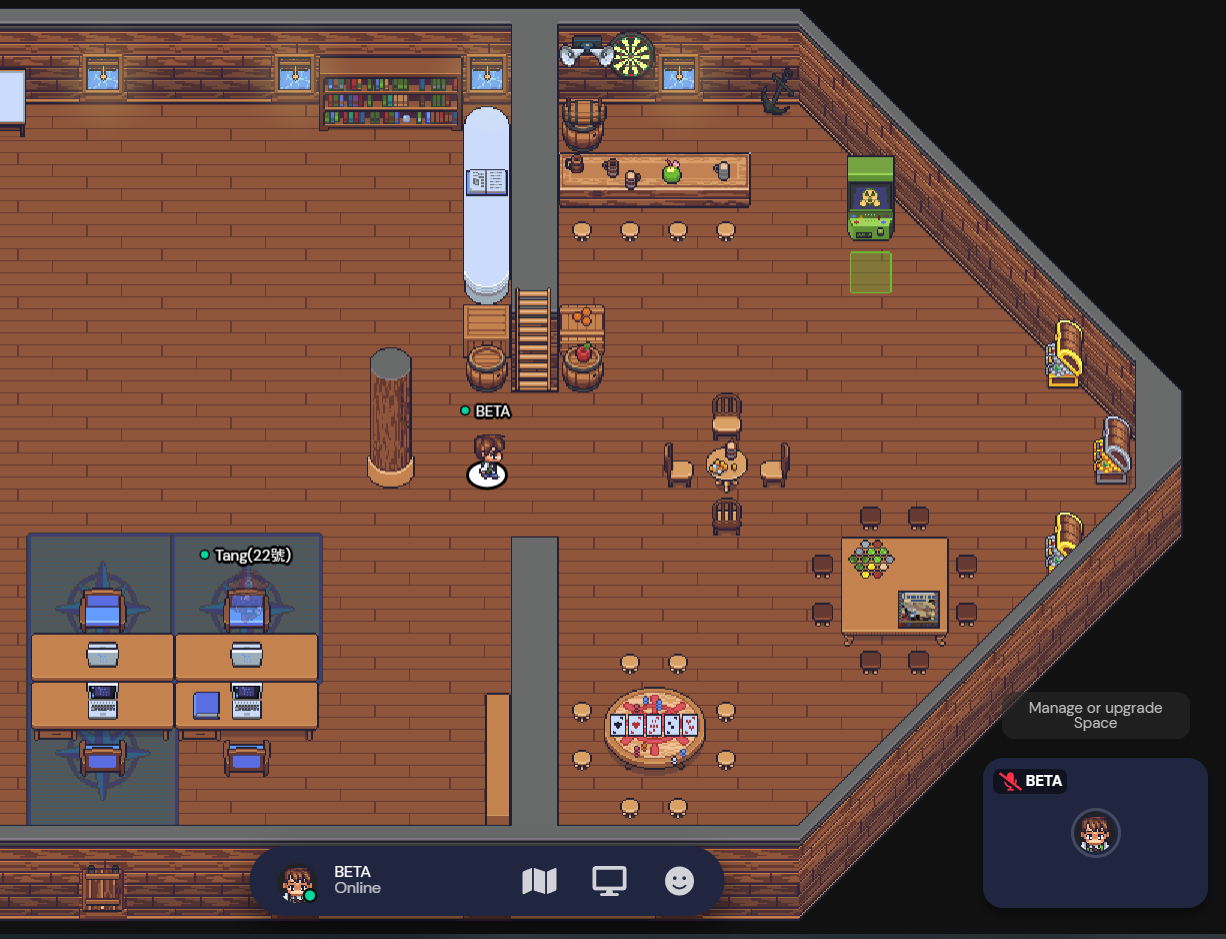 BETA
Tang(22號)
Manage or upgrade
Space
BETA
BETA
Online